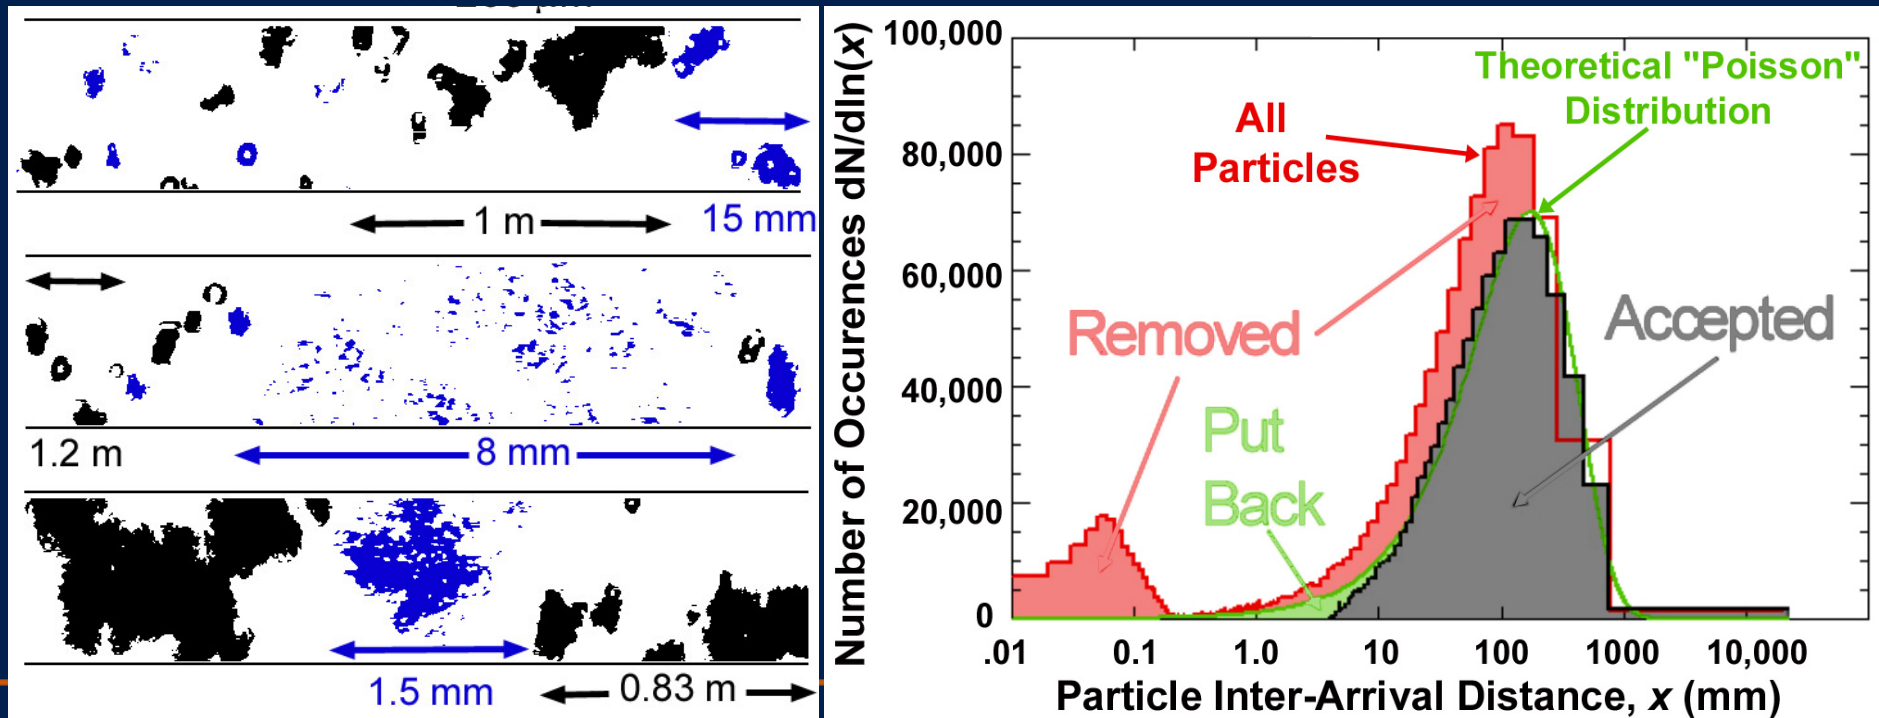 15 mm
1 m
1.2 m
8 mm
1.5 mm
0.83 m
Number of Occurrences dN/dln(x)
100,000
80,000
60,000
40,000
20,000
0
Theoretical "Poisson"
Distribution
All
Particles
Removed
Accepted
Put
Back
.01
0.1
1.0
10
100
1000
10,000
Particle Inter-Arrival Distance, x (mm)